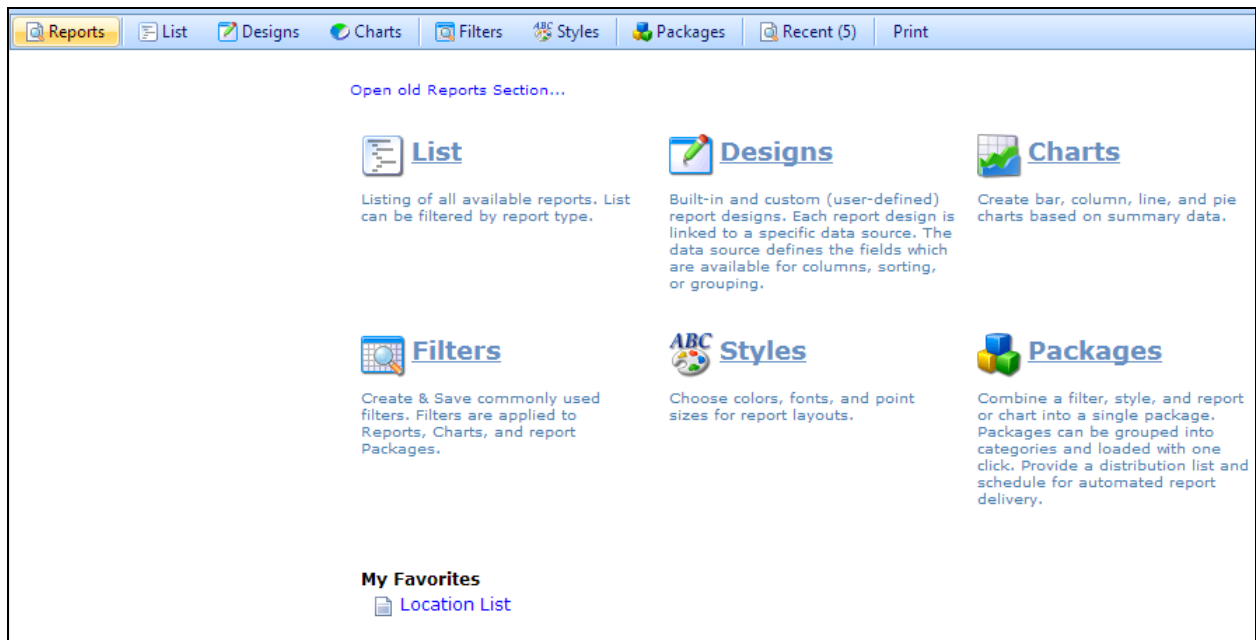 Reports List Designs Charts Filters ABC Styles Packages Recent (5) Print
Open old Reports Section...
List
Listing of all available reports. List
can be filtered by report type.
Designs
Built-in and custom (user-defined)
report designs. Each report design is
linked to a specific data source. The
data source defines the fields which
are available for columns, sorting,
or grouping.
Charts
Create bar, column, line, and pie
charts based on summary data.
Filters
Create & Save commonly used
filters. Filters are applied to
Reports, Charts, and report
Packages.
ABC Styles
Choose colors, fonts, and point
sizes for report layouts.
Packages
Combine a filter, style, and report
or chart into a single package.
Packages can be grouped into
categories and loaded with one
click. Provide a distribution list and
schedule for automated report
delivery.
My Favorites
Location List